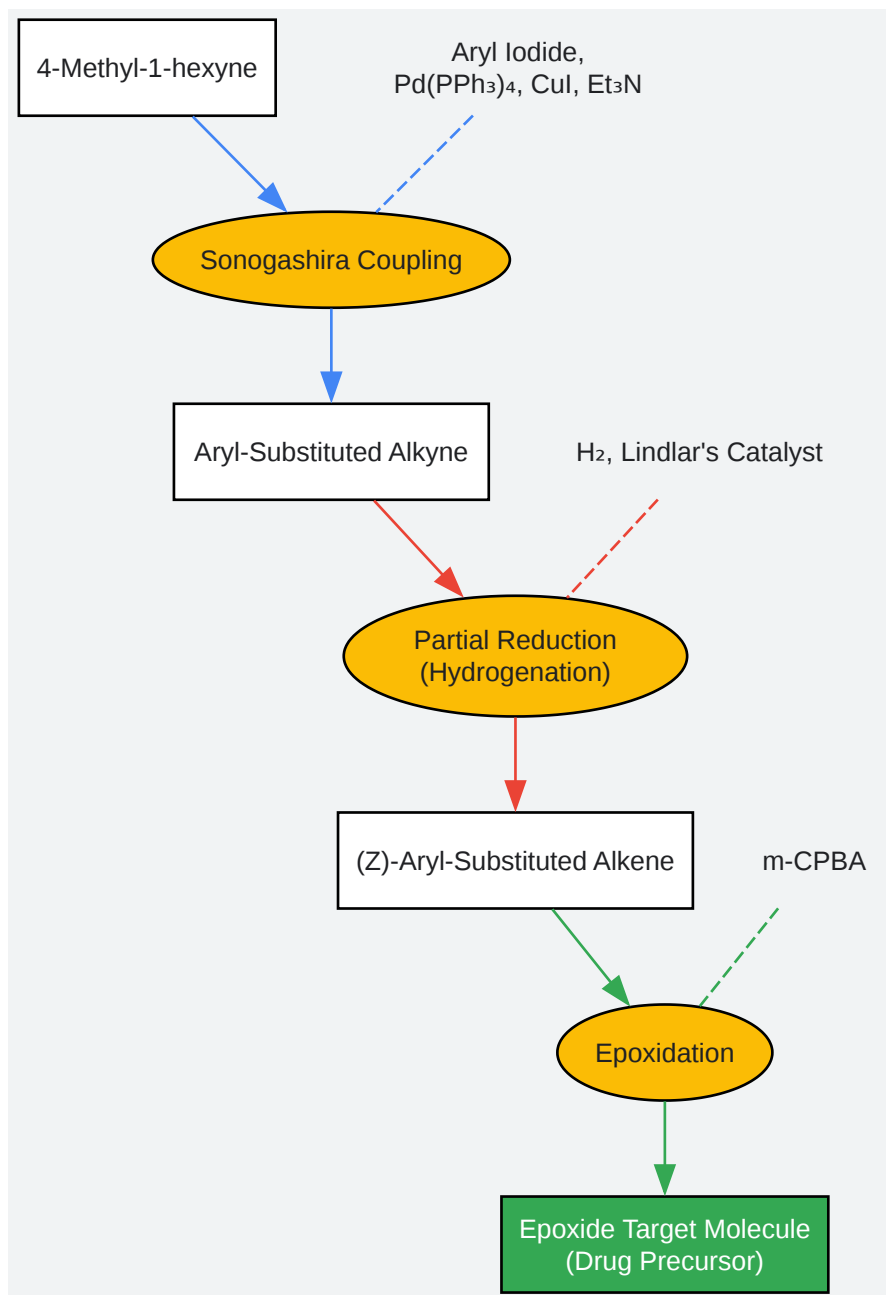 4-Methyl-1-hexyne
Aryl Iodide,
Pd(PPh₃)₄, CuI, Et₃N
Sonogashira Coupling
Aryl-Substituted Alkyne
H₂, Lindlar's Catalyst
Partial Reduction
(Hydrogenation)
(Z)-Aryl-Substituted Alkene
m-CPBA
Epoxidation
Epoxide Target Molecule
(Drug Precursor)